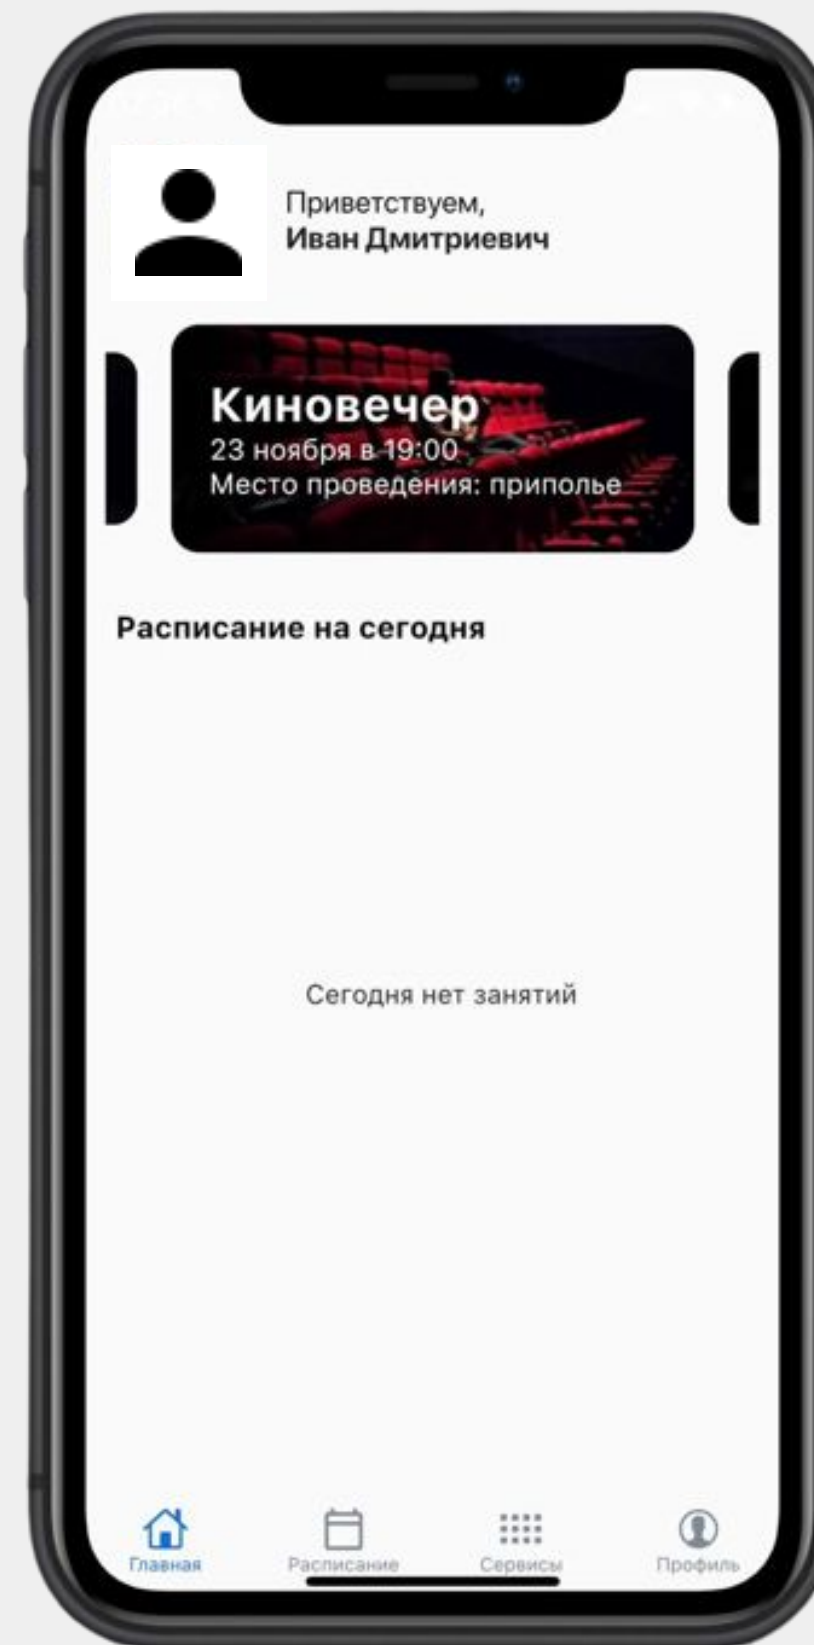 Приветствуем,
Иван Дмитриевич
Киновечер
23 ноября в 19:00
Место проведения: приполье
Расписание на сегодня
Сегодня нет занятий
Главная
Расписание
Сервисы
Профиль